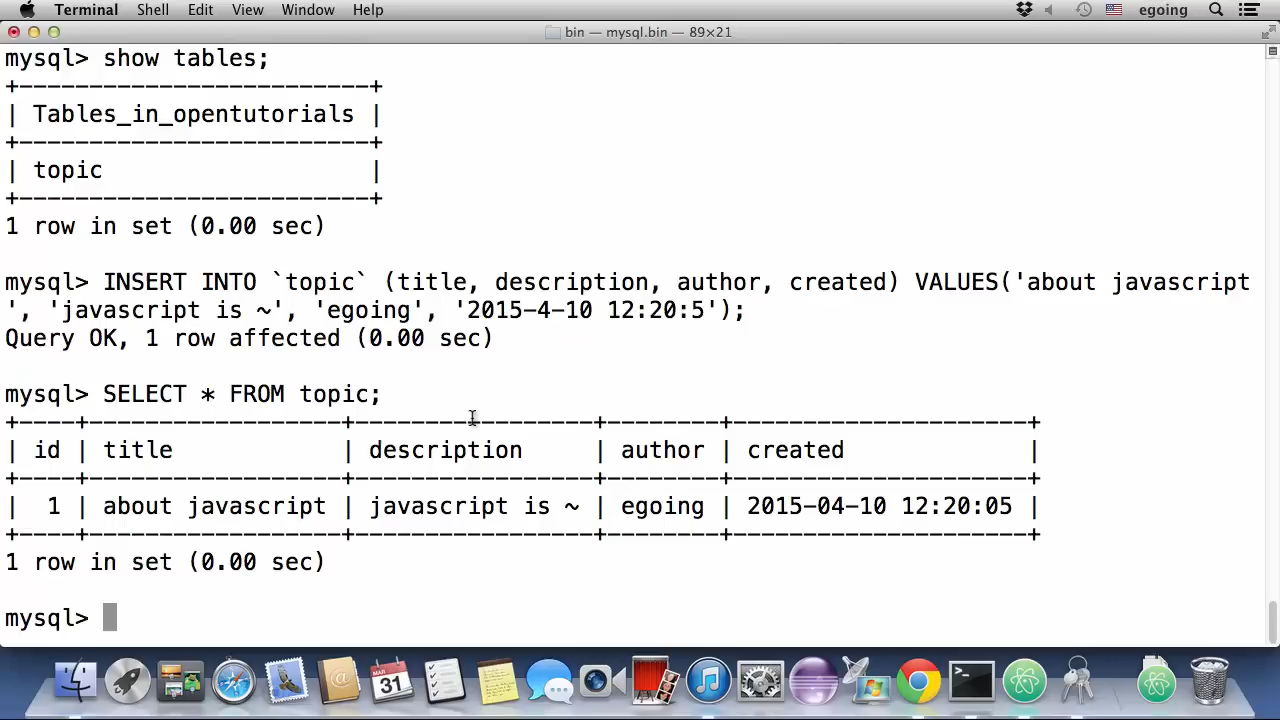 Terminal Shell Edit View Window Help egoing
bin — mysql.bin — 89×21
mysql> show tables;
+-------------------------+
| Tables_in_opentutorials |
+-------------------------+
| topic                   |
+-------------------------+
1 row in set (0.00 sec)
mysql> INSERT INTO `topic` (title, description, author, created) VALUES('about javascript
', 'javascript is ~', 'egoing', '2015-4-10 12:20:5');
Query OK, 1 row affected (0.00 sec)
mysql> SELECT * FROM topic;
+----+------------------+-----------------+--------+---------------------+
| id | title            | description     | author | created             |
+----+------------------+-----------------+--------+---------------------+
|  1 | about javascript | javascript is ~ | egoing | 2015-04-10 12:20:05 |
+----+------------------+-----------------+--------+---------------------+
1 row in set (0.00 sec)
mysql>
31